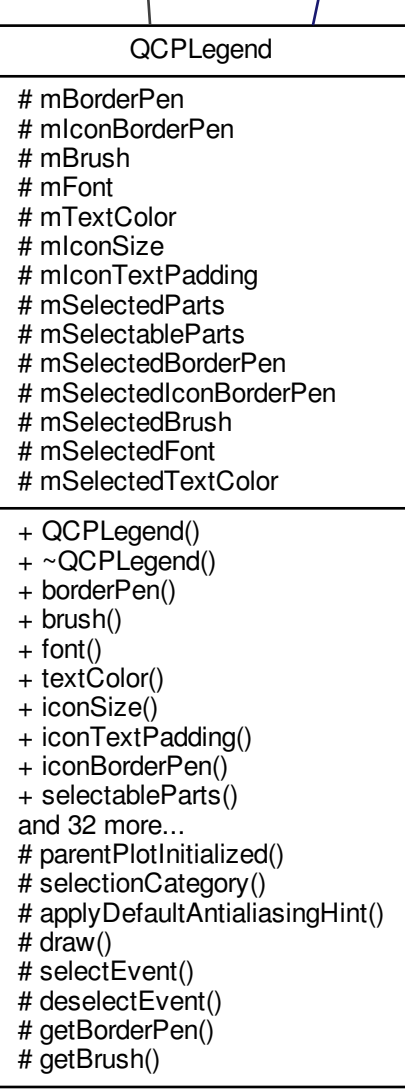 QCPLegend
# mBorderPen
# mIconBorderPen
# mBrush
# mFont
# mTextColor
# mIconSize
# mIconTextPadding
# mSelectedParts
# mSelectableParts
# mSelectedBorderPen
# mSelectedIconBorderPen
# mSelectedBrush
# mSelectedFont
# mSelectedTextColor
+ QCPLegend()
+ ~QCPLegend()
+ borderPen()
+ brush()
+ font()
+ textColor()
+ iconSize()
+ iconTextPadding()
+ iconBorderPen()
+ selectableParts()
and 32 more...
# parentPlotInitialized()
# selectionCategory()
# applyDefaultAntialiasingHint()
# draw()
# selectEvent()
# deselectEvent()
# getBorderPen()
# getBrush()